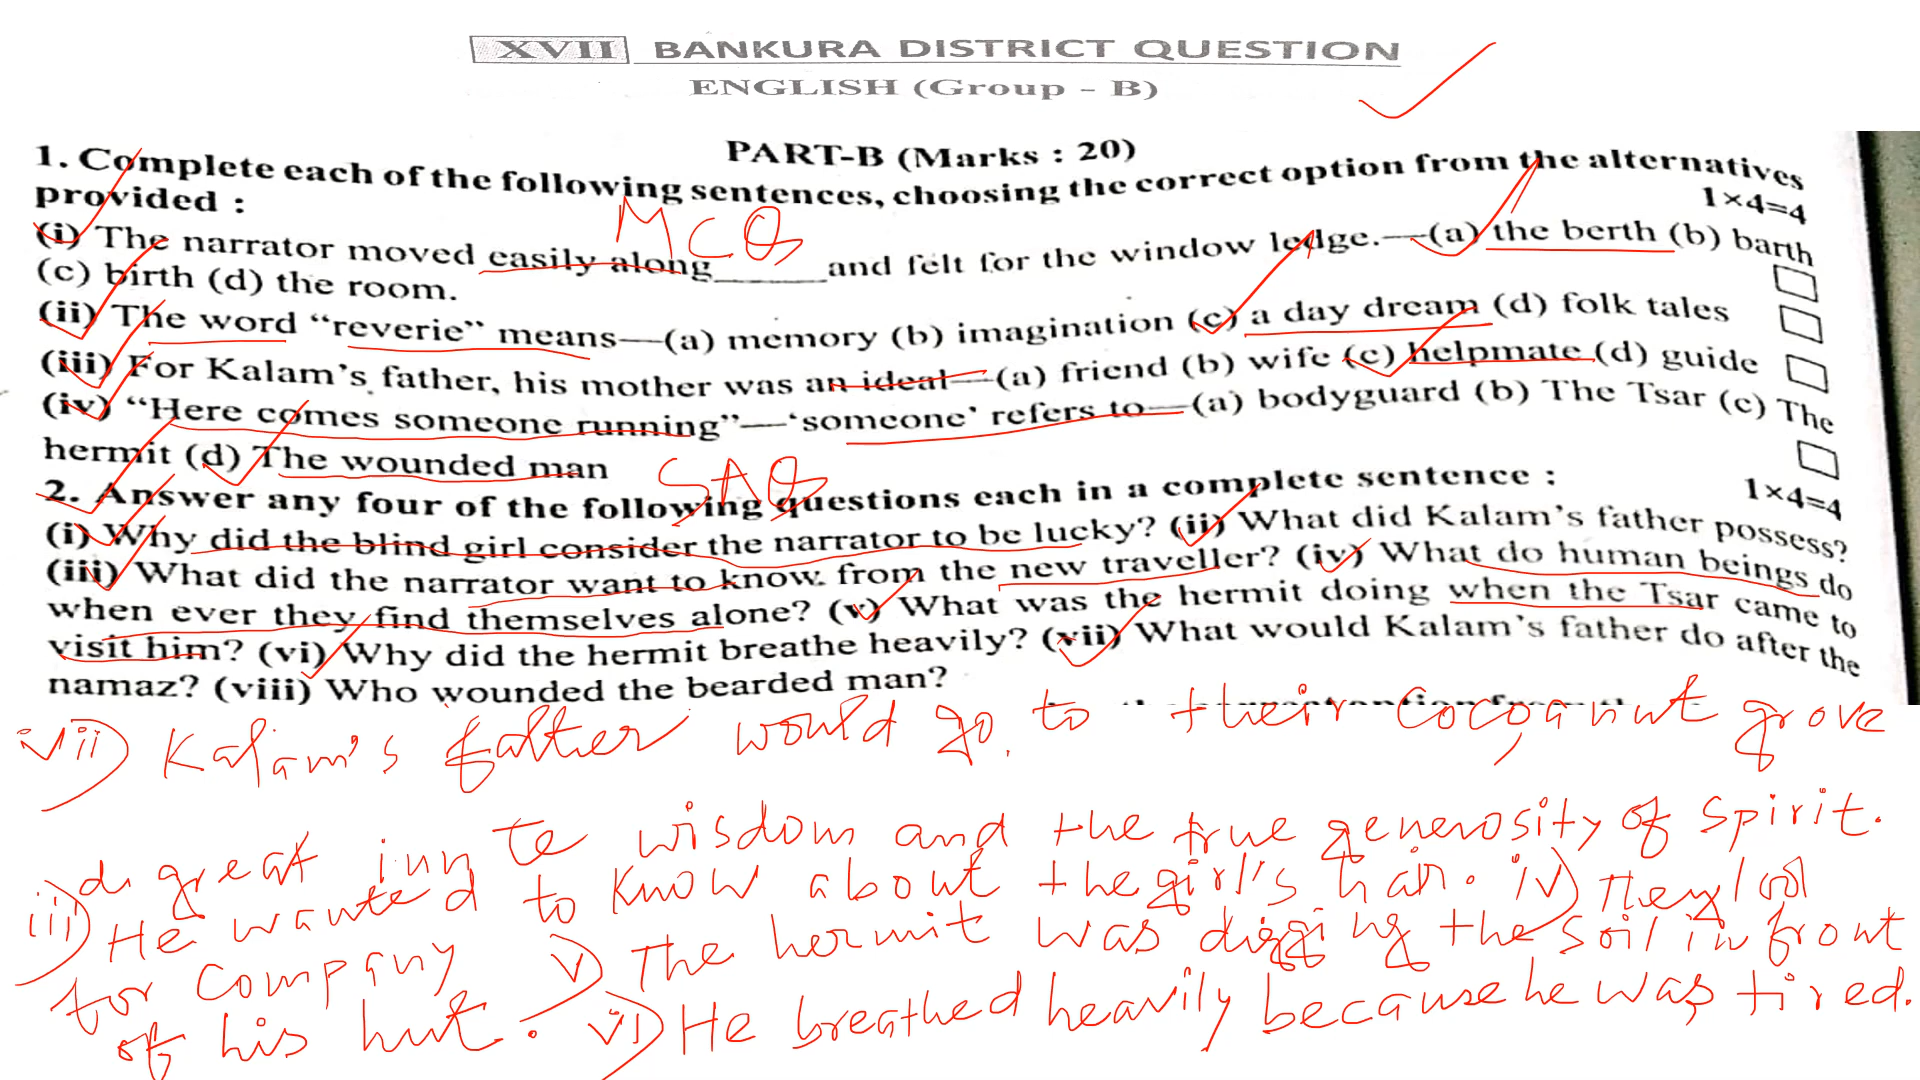 XVII BANKURA DISTRICT QUESTION
ENGLISH (Group - B)
PART-B (Marks : 20)
1. Complete each of the following sentences, choosing the correct option from the alternatives
provided : 1×4=4
MCQ
(i) The narrator moved easily along______and felt for the window ledge.—(a) the berth (b) barth
(c) birth (d) the room.
(ii) The word “reverie” means—(a) memory (b) imagination (c) a day dream (d) folk tales
(iii) For Kalam’s father, his mother was an ideal—(a) friend (b) wife (c) helpmate (d) guide
(iv) “Here comes someone running”—‘someone’ refers to—(a) bodyguard (b) The Tsar (c) The
hermit (d) The wounded man
SAQ
2. Answer any four of the following questions each in a complete sentence : 1×4=4
(i) Why did the blind girl consider the narrator to be lucky? (ii) What did Kalam’s father possess?
(iii) What did the narrator want to know from the new traveller? (iv) What do human beings do
when ever they find themselves alone? (v) What was the hermit doing when the Tsar came to
visit him? (vi) Why did the hermit breathe heavily? (vii) What would Kalam’s father do after the
namaz? (viii) Who wounded the bearded man?
vii) Kalam's father would go to their cocoanut grove
great inn te wisdom and the true generosity of spirit.
iii) He wanted to know about the girl's hair. iv) They look
for company v) The hermit was digging the soil in front
of his hut. vi) He breathed heavily because he was tired.